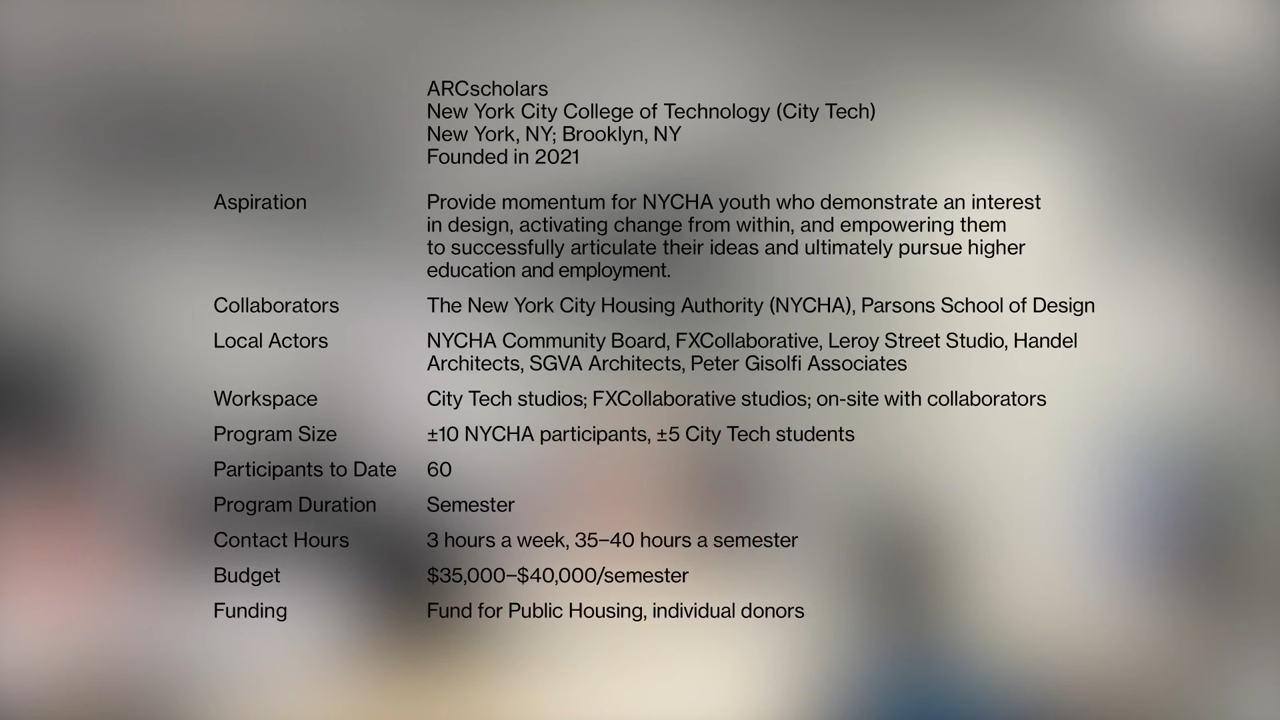 ARCscholars
New York City College of Technology (City Tech)
New York, NY; Brooklyn, NY
Founded in 2021
Aspiration Provide momentum for NYCHA youth who demonstrate an interest
in design, activating change from within, and empowering them
to successfully articulate their ideas and ultimately pursue higher
education and employment.
Collaborators The New York City Housing Authority (NYCHA), Parsons School of Design
Local Actors NYCHA Community Board, FXCollaborative, Leroy Street Studio, Handel
Architects, SGVA Architects, Peter Gisolfi Associates
Workspace City Tech studios; FXCollaborative studios; on-site with collaborators
Program Size ±10 NYCHA participants, ±5 City Tech students
Participants to Date 60
Program Duration Semester
Contact Hours 3 hours a week, 35–40 hours a semester
Budget $35,000–$40,000/semester
Funding Fund for Public Housing, individual donors